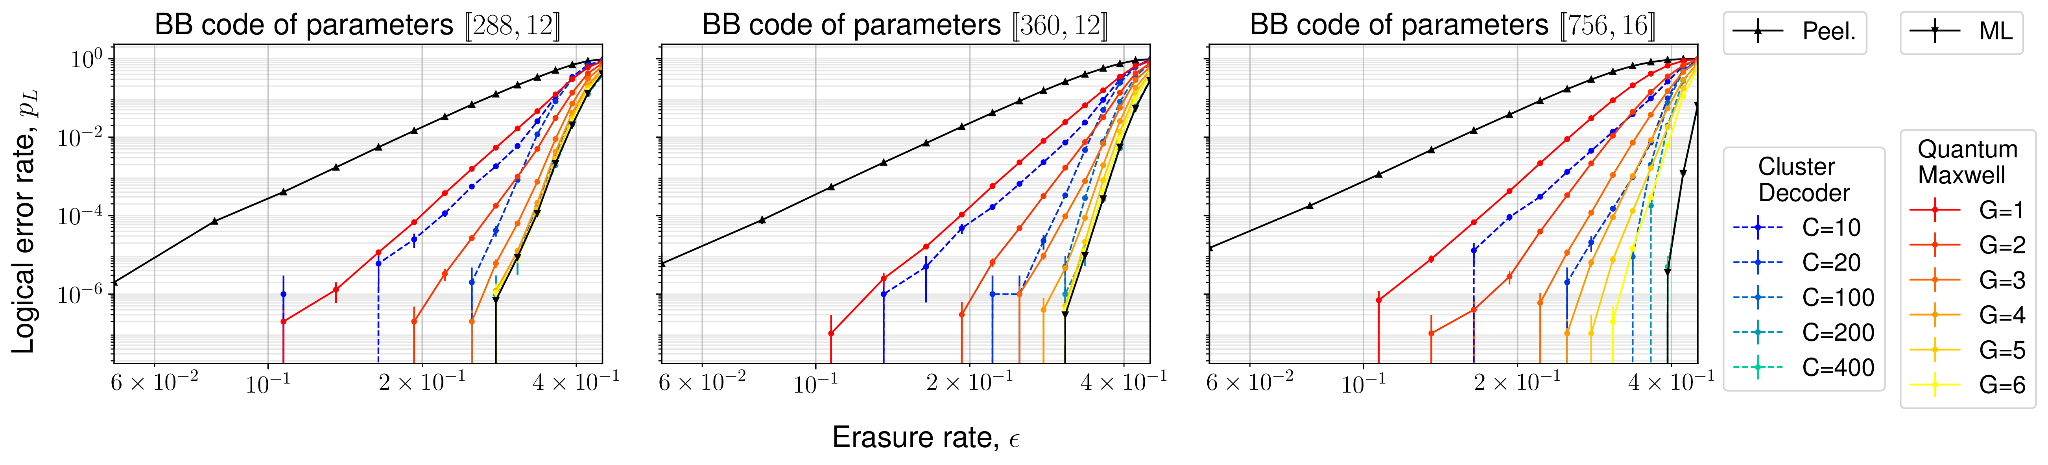 BB code of parameters ⟦288, 12⟧
BB code of parameters ⟦360, 12⟧
BB code of parameters ⟦756, 16⟧
Logical error rate, p_L
10^0
10^−2
10^−4
10^−6
6 × 10^−2
10^−1
2 × 10^−1
4 × 10^−1
6 × 10^−2
10^−1
2 × 10^−1
4 × 10^−1
6 × 10^−2
10^−1
2 × 10^−1
4 × 10^−1
Erasure rate, ϵ
Peel.
ML
Cluster
Decoder
C=10
C=20
C=100
C=200
C=400
Quantum
Maxwell
G=1
G=2
G=3
G=4
G=5
G=6